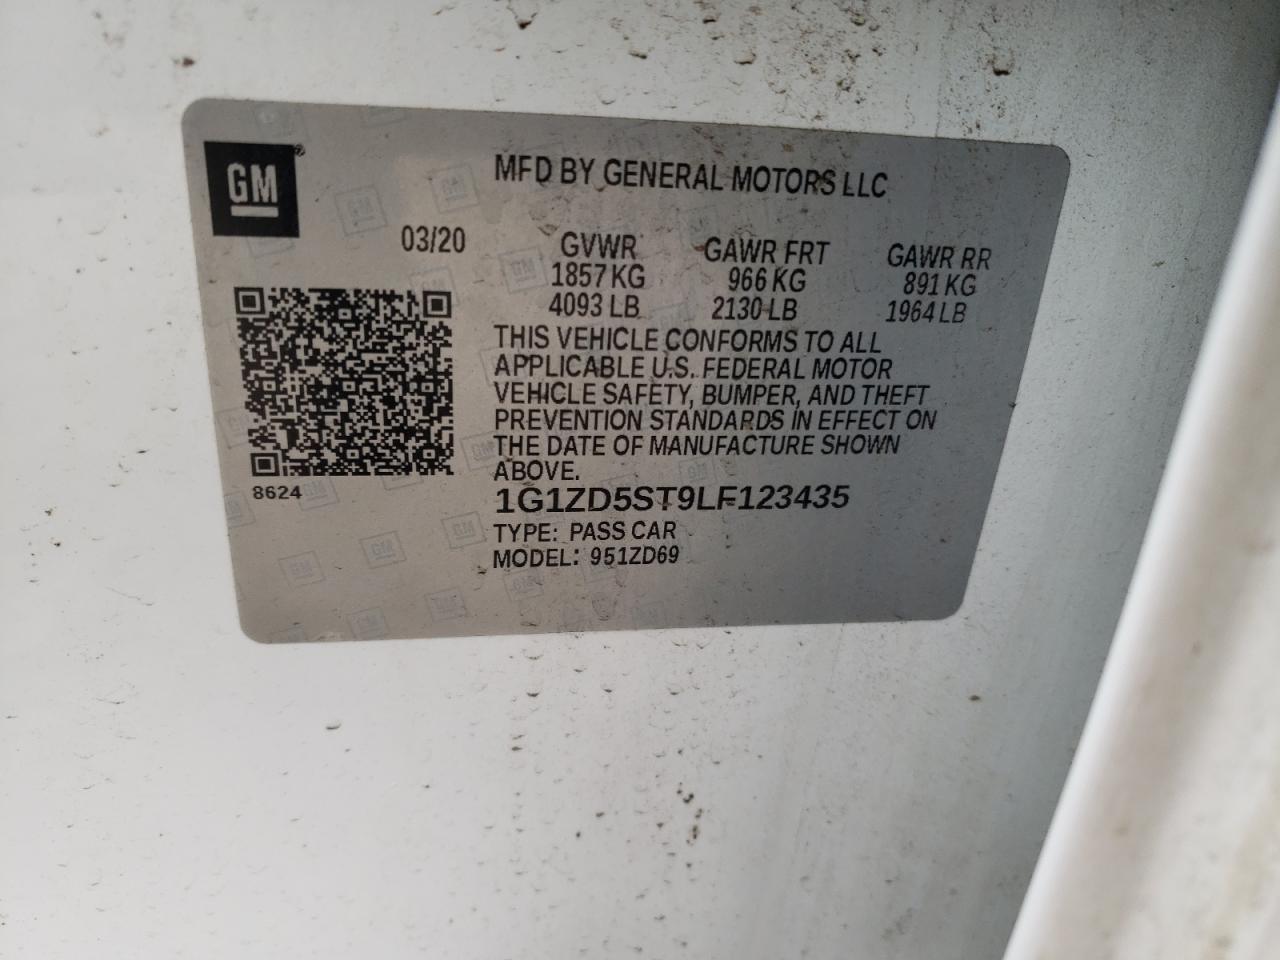 GM®
MFD BY GENERAL MOTORS LLC
03/20
GVWR GAWR FRT GAWR RR
1857 KG 966 KG 891 KG
4093 LB 2130 LB 1964 LB
THIS VEHICLE CONFORMS TO ALL
APPLICABLE U.S. FEDERAL MOTOR
VEHICLE SAFETY, BUMPER, AND THEFT
PREVENTION STANDARDS IN EFFECT ON
THE DATE OF MANUFACTURE SHOWN
ABOVE.
8624
1G1ZD5ST9LF123435
TYPE: PASS CAR
MODEL: 951ZD69